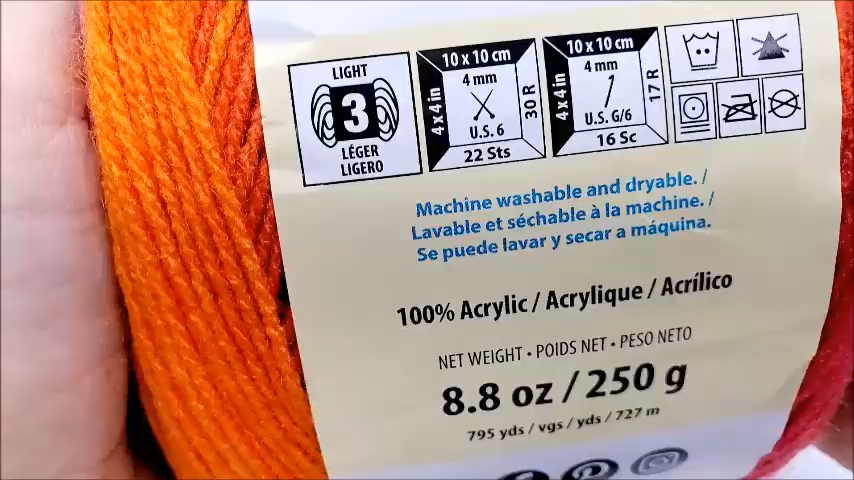 LIGHT
3
LÉGER
LIGERO
10 x 10 cm
4 x 4 in
4 mm
U.S. 6
30 R
22 Sts
10 x 10 cm
4 x 4 in
4 mm
U.S. G/6
17 R
16 Sc
Machine washable and dryable. /
Lavable et séchable à la machine. /
Se puede lavar y secar a máquina.
100% Acrylic / Acrylique / Acrílico
NET WEIGHT • POIDS NET • PESO NETO
8.8 oz / 250 g
795 yds / vgs / yds / 727 m